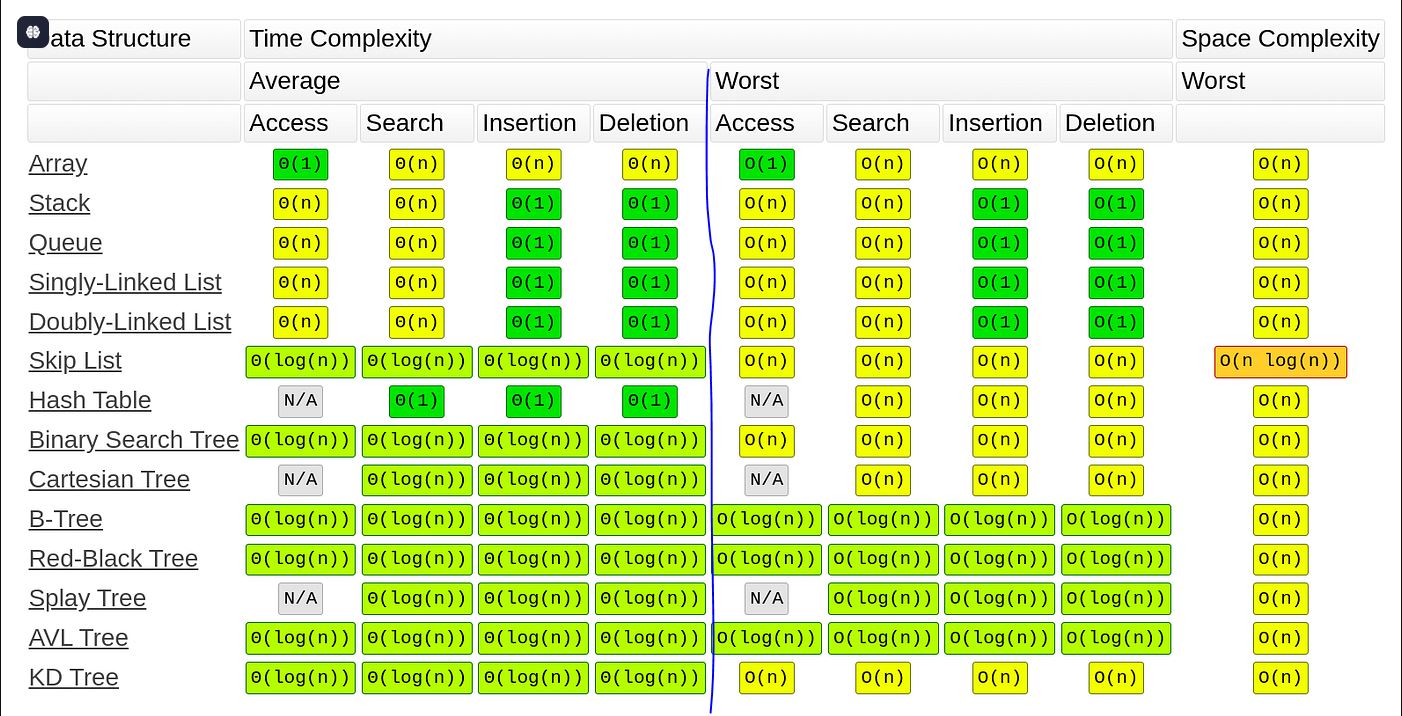 ata Structure Time Complexity Space Complexity
Average Worst Worst
Access Search Insertion Deletion Access Search Insertion Deletion
Array Θ(1) Θ(n) Θ(n) Θ(n) O(1) O(n) O(n) O(n) O(n)
Stack Θ(n) Θ(n) Θ(1) Θ(1) O(n) O(n) O(1) O(1) O(n)
Queue Θ(n) Θ(n) Θ(1) Θ(1) O(n) O(n) O(1) O(1) O(n)
Singly-Linked List Θ(n) Θ(n) Θ(1) Θ(1) O(n) O(n) O(1) O(1) O(n)
Doubly-Linked List Θ(n) Θ(n) Θ(1) Θ(1) O(n) O(n) O(1) O(1) O(n)
Skip List Θ(log(n)) Θ(log(n)) Θ(log(n)) Θ(log(n)) O(n) O(n) O(n) O(n) O(n log(n))
Hash Table N/A Θ(1) Θ(1) Θ(1) N/A O(n) O(n) O(n) O(n)
Binary Search Tree Θ(log(n)) Θ(log(n)) Θ(log(n)) Θ(log(n)) O(n) O(n) O(n) O(n) O(n)
Cartesian Tree N/A Θ(log(n)) Θ(log(n)) Θ(log(n)) N/A O(n) O(n) O(n) O(n)
B-Tree Θ(log(n)) Θ(log(n)) Θ(log(n)) Θ(log(n)) O(log(n)) O(log(n)) O(log(n)) O(log(n)) O(n)
Red-Black Tree Θ(log(n)) Θ(log(n)) Θ(log(n)) Θ(log(n)) O(log(n)) O(log(n)) O(log(n)) O(log(n)) O(n)
Splay Tree N/A Θ(log(n)) Θ(log(n)) Θ(log(n)) N/A O(log(n)) O(log(n)) O(log(n)) O(n)
AVL Tree Θ(log(n)) Θ(log(n)) Θ(log(n)) Θ(log(n)) O(log(n)) O(log(n)) O(log(n)) O(log(n)) O(n)
KD Tree Θ(log(n)) Θ(log(n)) Θ(log(n)) Θ(log(n)) O(n) O(n) O(n) O(n) O(n)